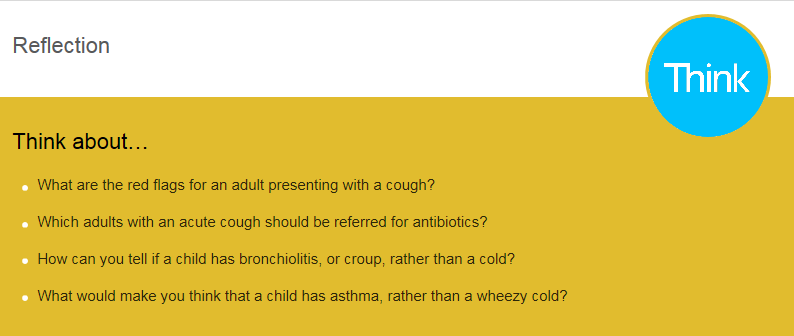 Reflection
Think
Think about…
What are the red flags for an adult presenting with a cough?
Which adults with an acute cough should be referred for antibiotics?
How can you tell if a child has bronchiolitis, or croup, rather than a cold?
What would make you think that a child has asthma, rather than a wheezy cold?